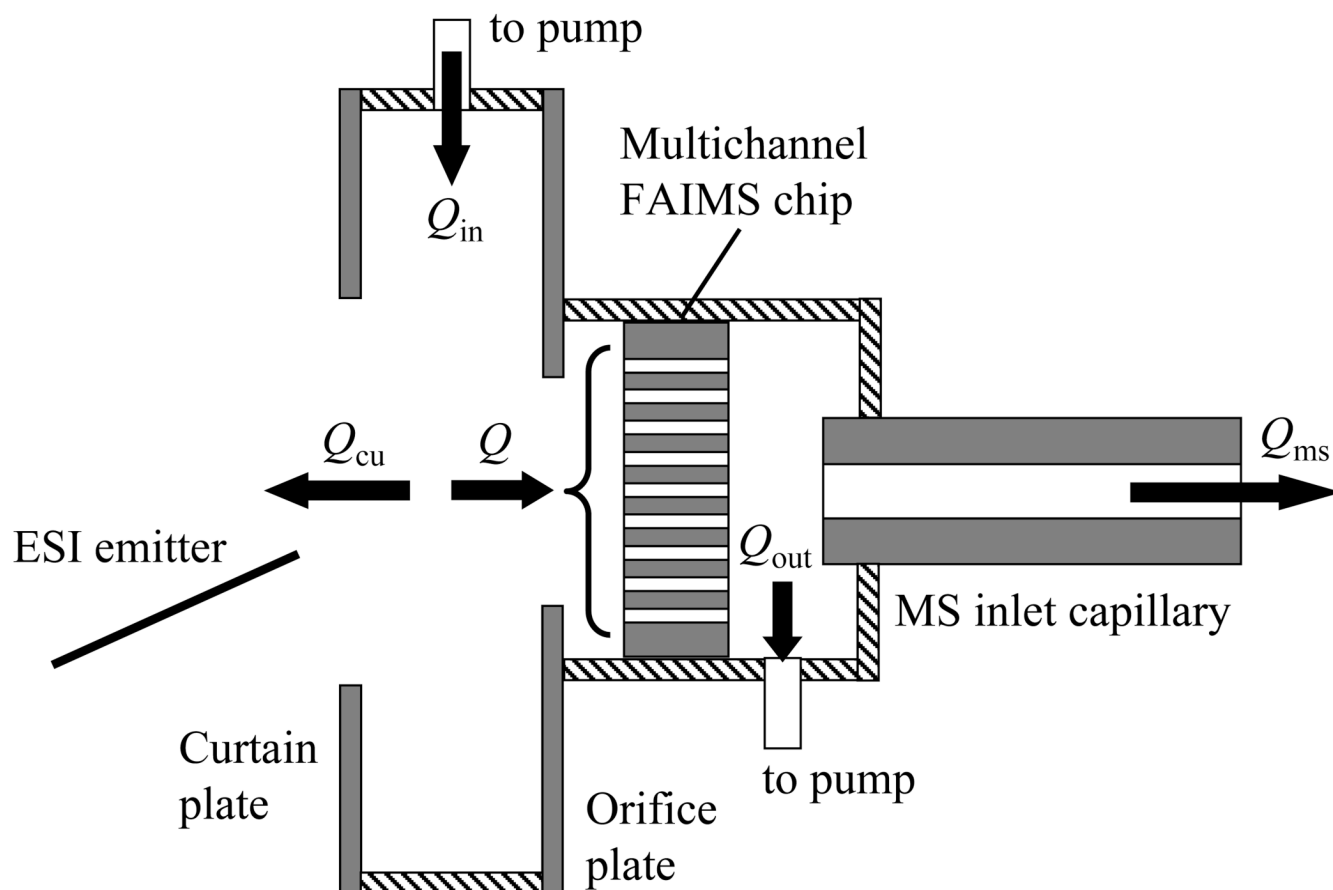 to pump
Q_in
Multichannel
FAIMS chip
Q_cu
Q
Q_ms
ESI emitter
Q_out
MS inlet capillary
Curtain
plate
Orifice
plate
to pump